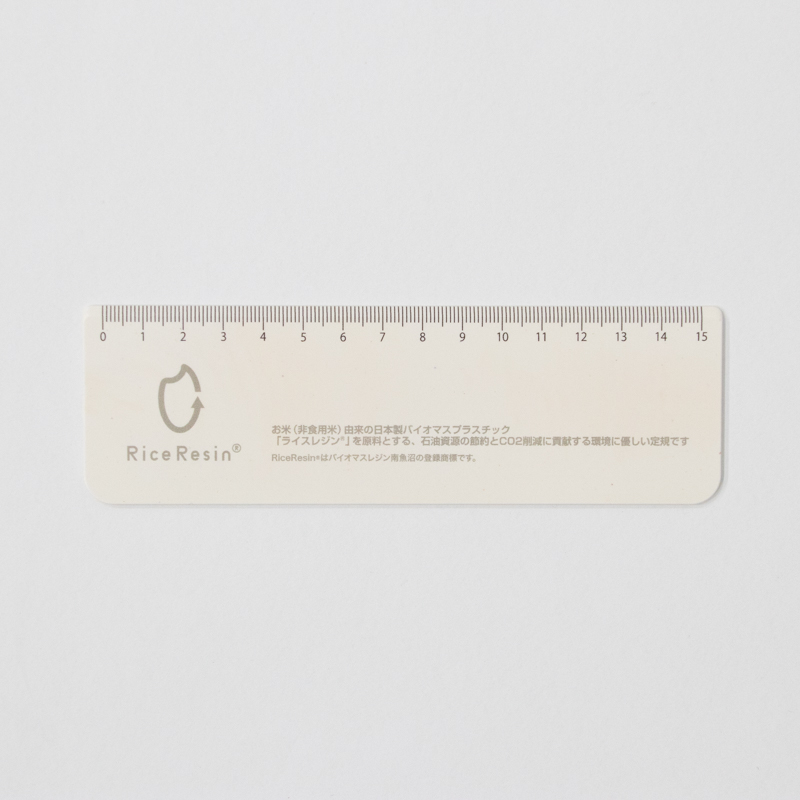 0 1 2 3 4 5 6 7 8 9 10 11 12 13 14 15
RiceResin®
お米（非食用米）由来の日本製バイオマスプラスチック
「ライスレジン®」を原料とする、石油資源の節約とCO2削減に貢献する環境に優しい定規です
RiceResin®はバイオマスレジン南魚沼の登録商標です。